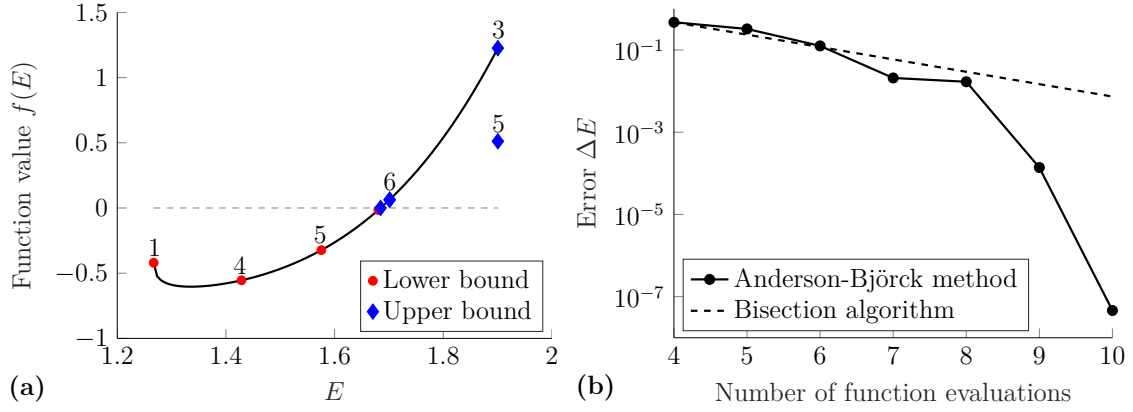 1.5
1
0.5
0
−0.5
−1
1.2
1.4
1.6
1.8
2
Function value f(E)
E
1
4
5
6
5
3
Lower bound
Upper bound
(a)
10⁻¹
10⁻³
10⁻⁵
10⁻⁷
4
5
6
7
8
9
10
Error ΔE
Number of function evaluations
Anderson-Björck method
Bisection algorithm
(b)